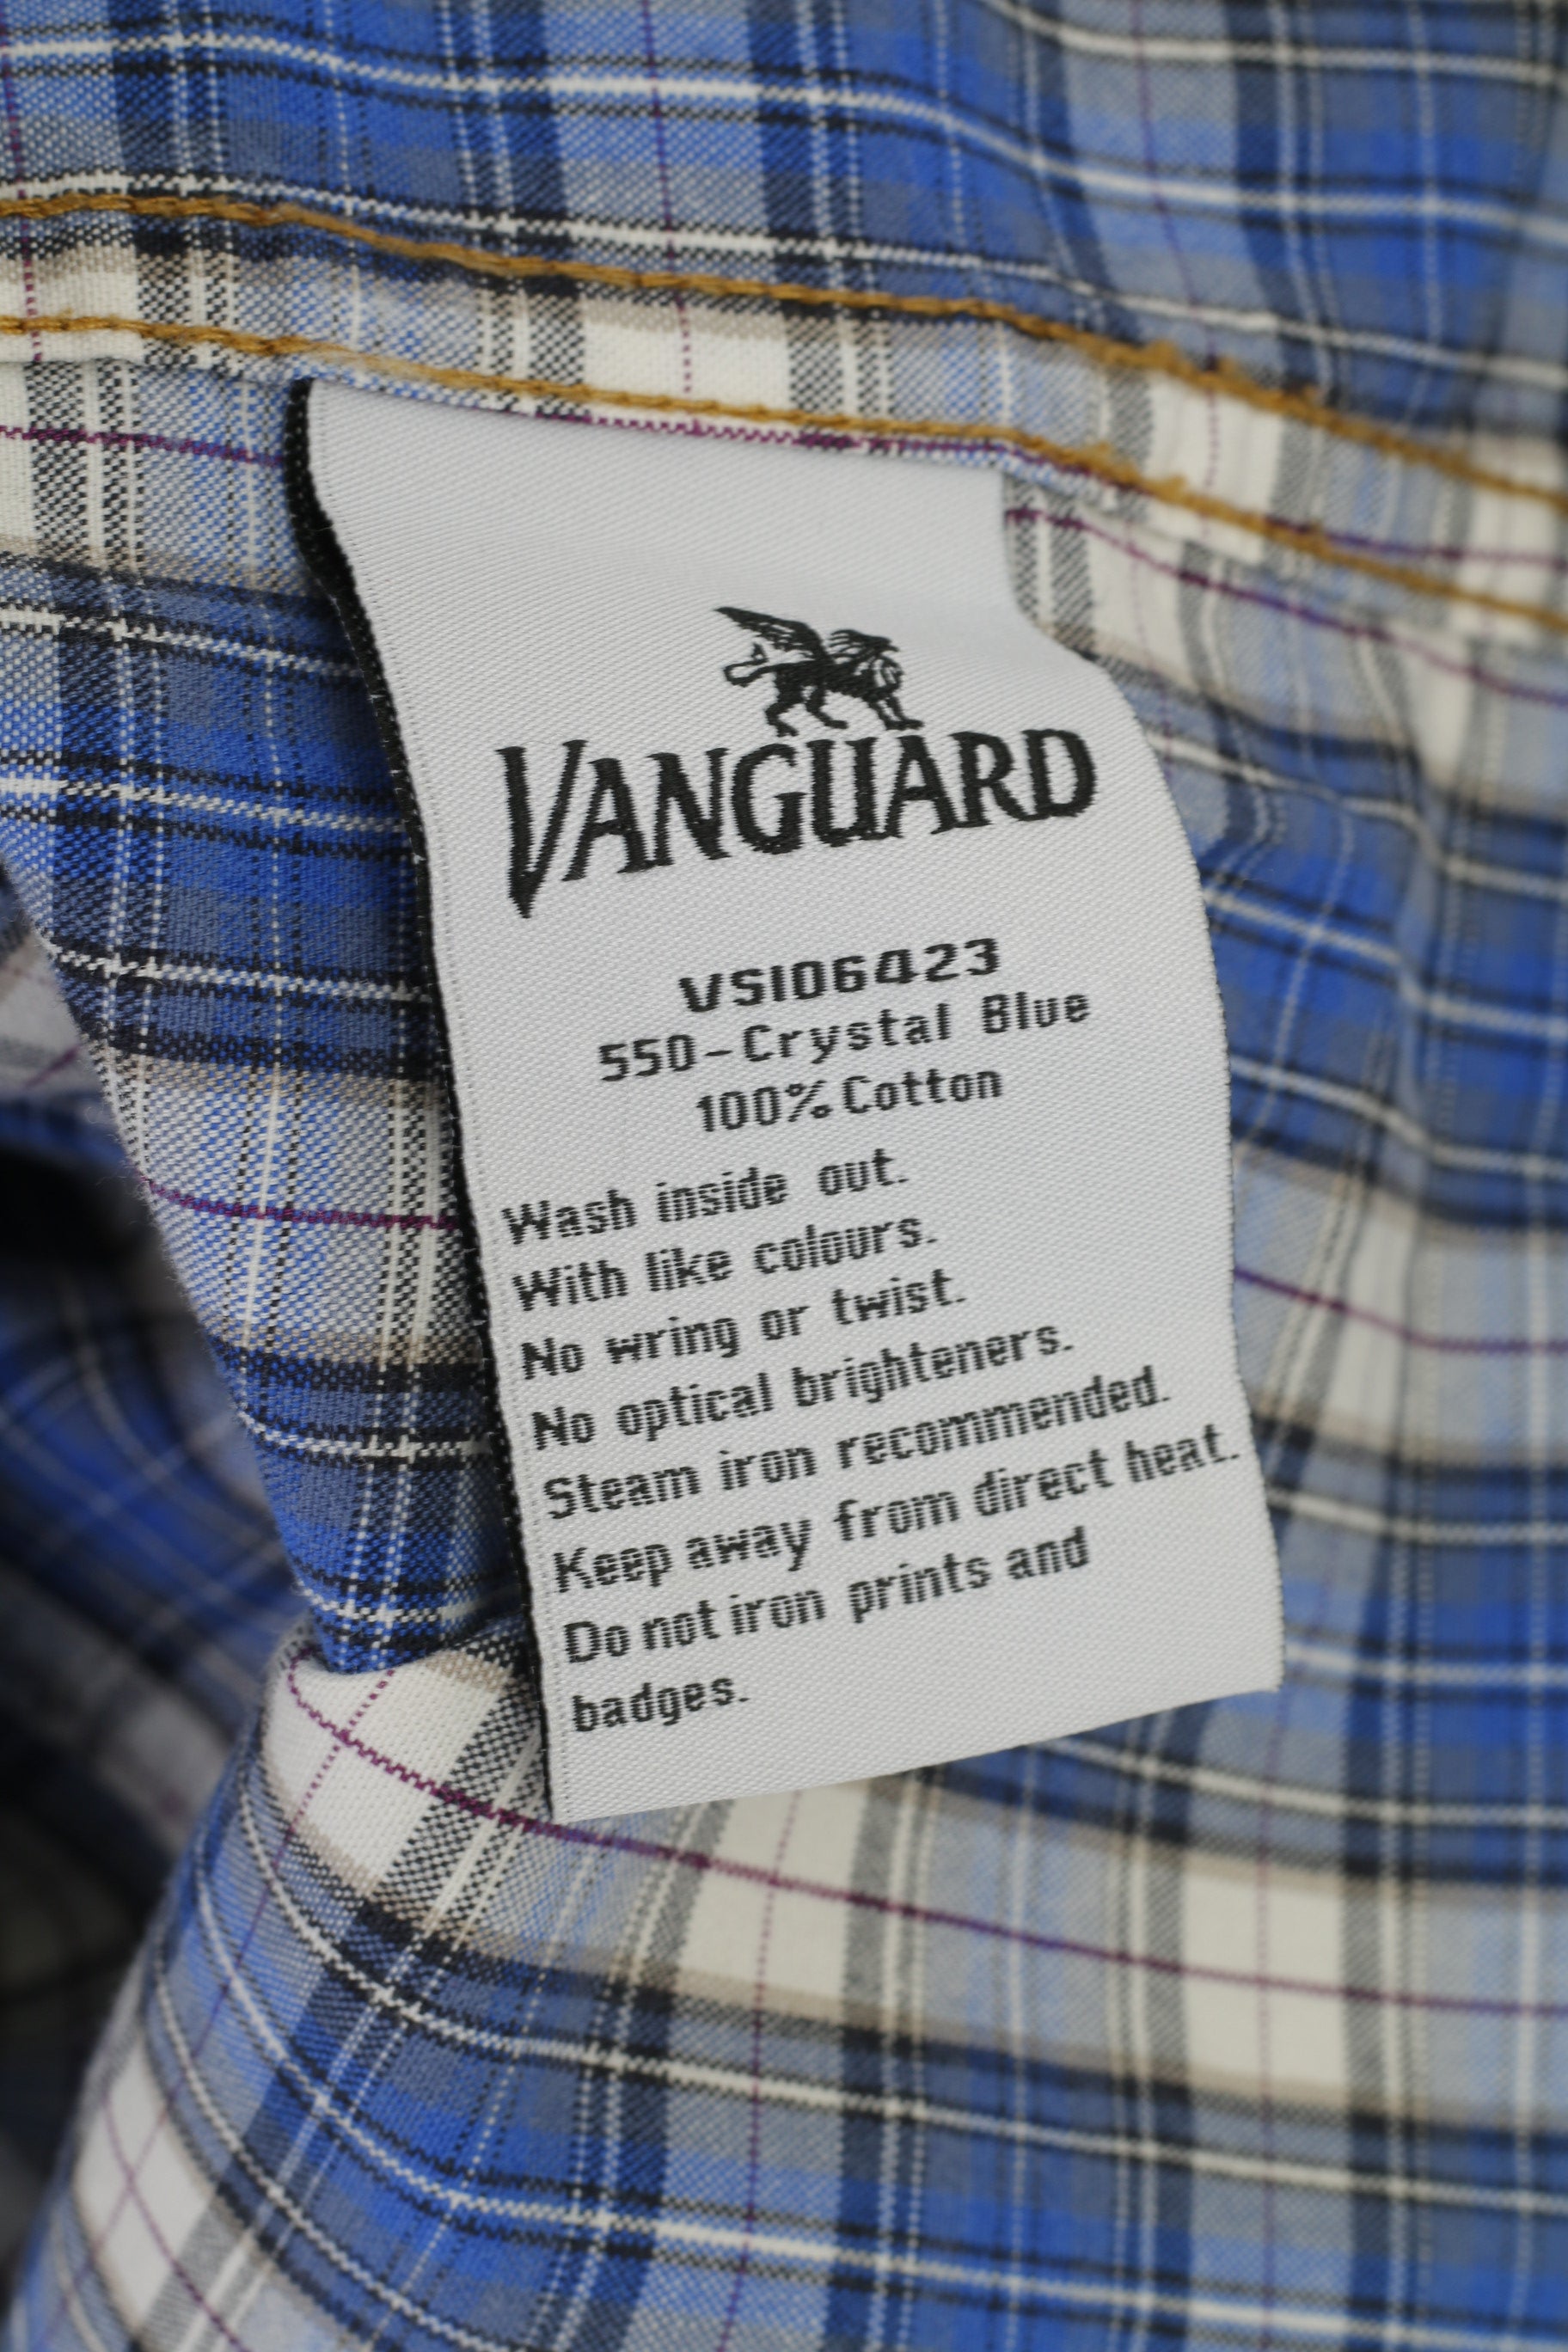 VANGUARD
VSI06423
550-Crystal Blue
100% Cotton
Wash inside out.
With like colours.
No wring or twist.
No optical brighteners.
Steam iron recommended.
Keep away from direct heat.
Do not iron prints and
badges.